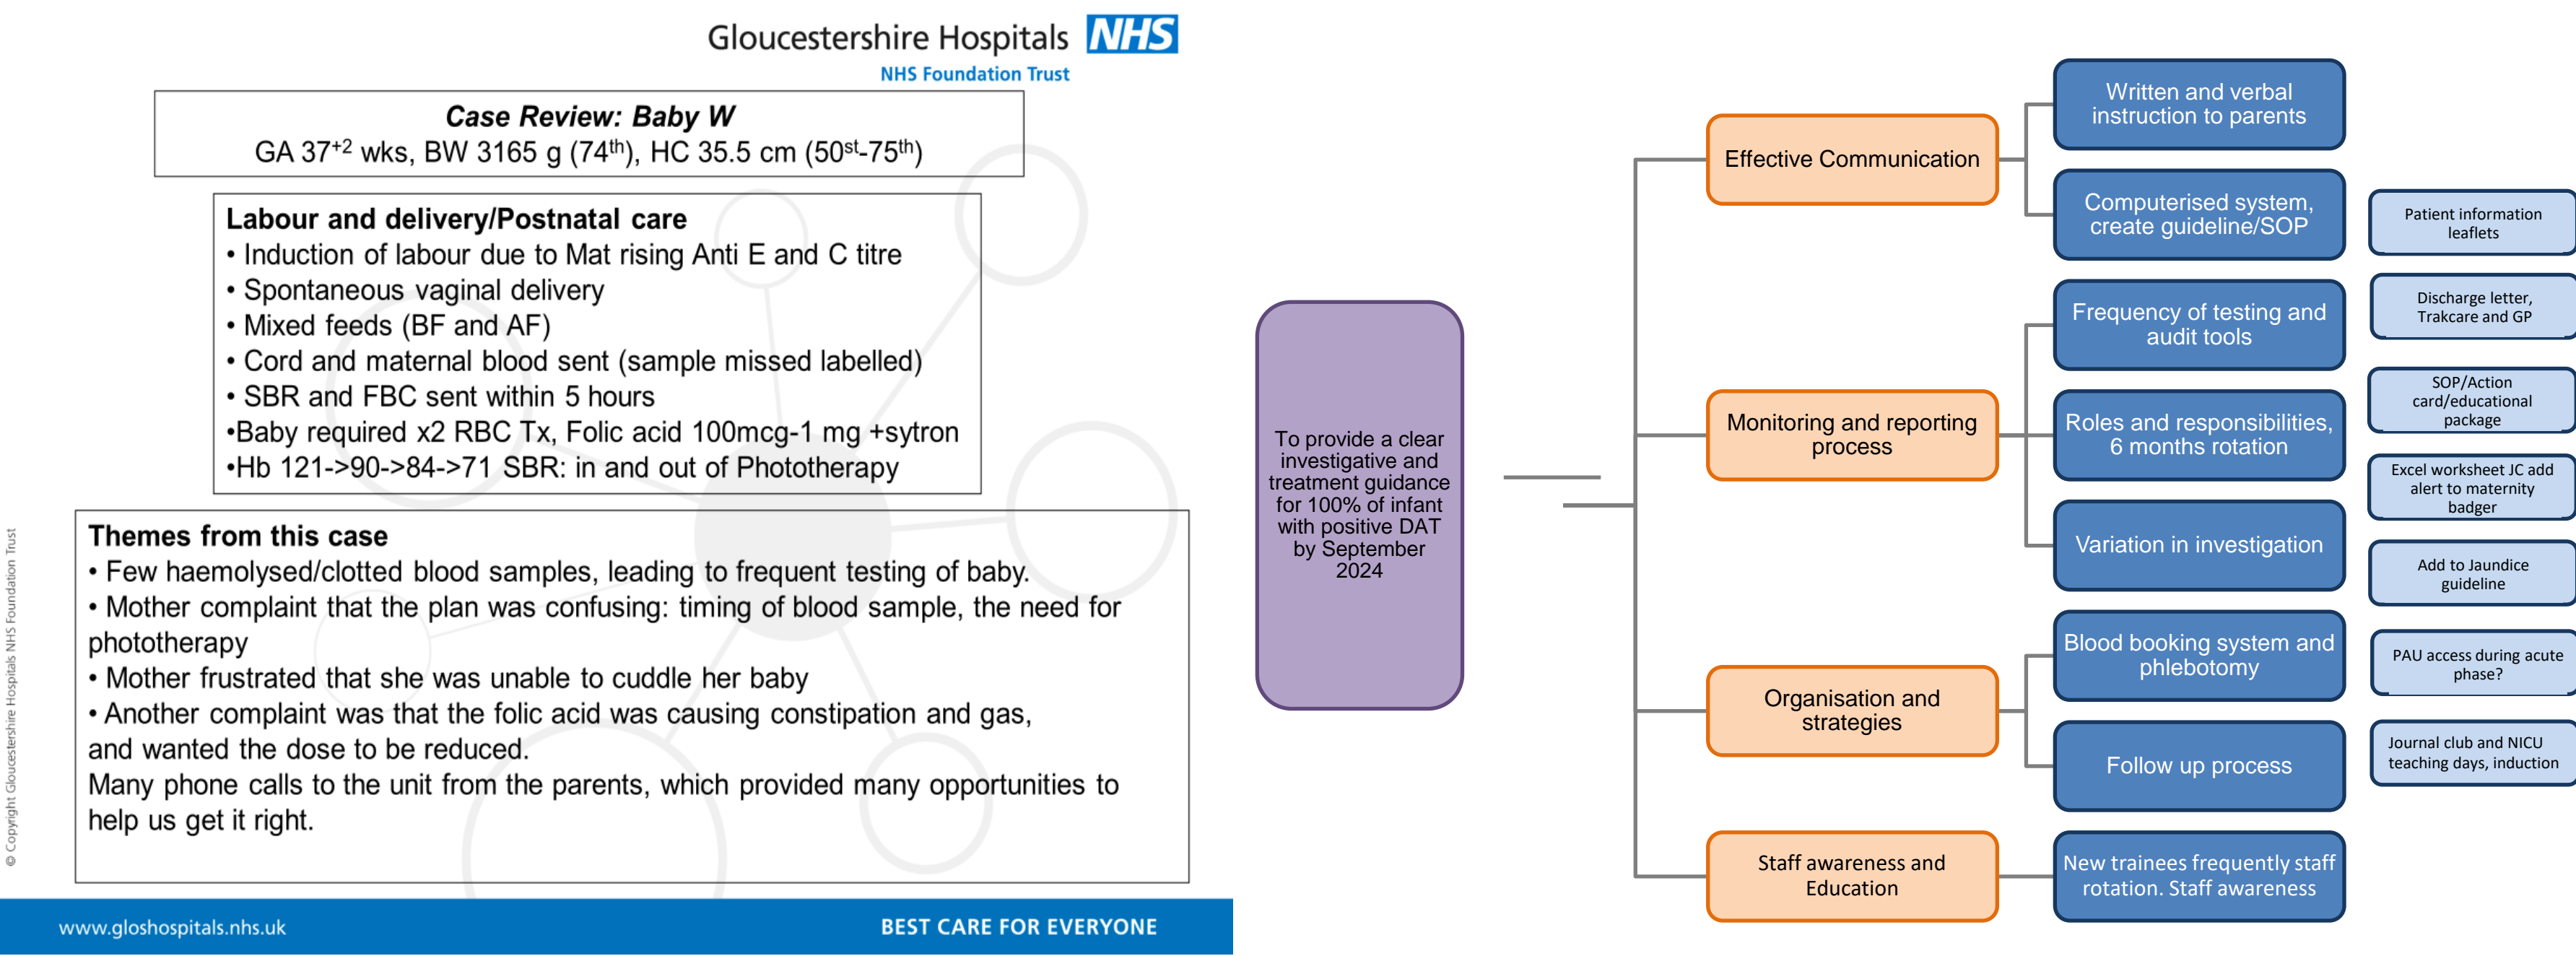 Gloucestershire Hospitals NHS
NHS Foundation Trust
Case Review: Baby W
GA 37+2 wks, BW 3165 g (74th), HC 35.5 cm (50st-75th)
Labour and delivery/Postnatal care
• Induction of labour due to Mat rising Anti E and C titre
• Spontaneous vaginal delivery
• Mixed feeds (BF and AF)
• Cord and maternal blood sent (sample missed labelled)
• SBR and FBC sent within 5 hours
•Baby required x2 RBC Tx, Folic acid 100mcg-1 mg +sytron
•Hb 121->90->84->71 SBR: in and out of Phototherapy
Themes from this case
• Few haemolysed/clotted blood samples, leading to frequent testing of baby.
• Mother complaint that the plan was confusing: timing of blood sample, the need for
phototherapy
• Mother frustrated that she was unable to cuddle her baby
• Another complaint was that the folic acid was causing constipation and gas,
and wanted the dose to be reduced.
Many phone calls to the unit from the parents, which provided many opportunities to
help us get it right.
© Copyright Gloucestershire Hospitals NHS Foundation Trust
www.gloshospitals.nhs.uk
BEST CARE FOR EVERYONE
To provide a clear
investigative and
treatment guidance
for 100% of infant
with positive DAT
by September
2024
Effective Communication
Written and verbal
instruction to parents
Computerised system,
create guideline/SOP
Monitoring and reporting
process
Frequency of testing and
audit tools
Roles and responsibilities,
6 months rotation
Variation in investigation
Organisation and
strategies
Blood booking system and
phlebotomy
Follow up process
Staff awareness and
Education
New trainees frequently staff
rotation. Staff awareness
Patient information
leaflets
Discharge letter,
Trakcare and GP
SOP/Action
card/educational
package
Excel worksheet JC add
alert to maternity
badger
Add to Jaundice
guideline
PAU access during acute
phase?
Journal club and NICU
teaching days, induction